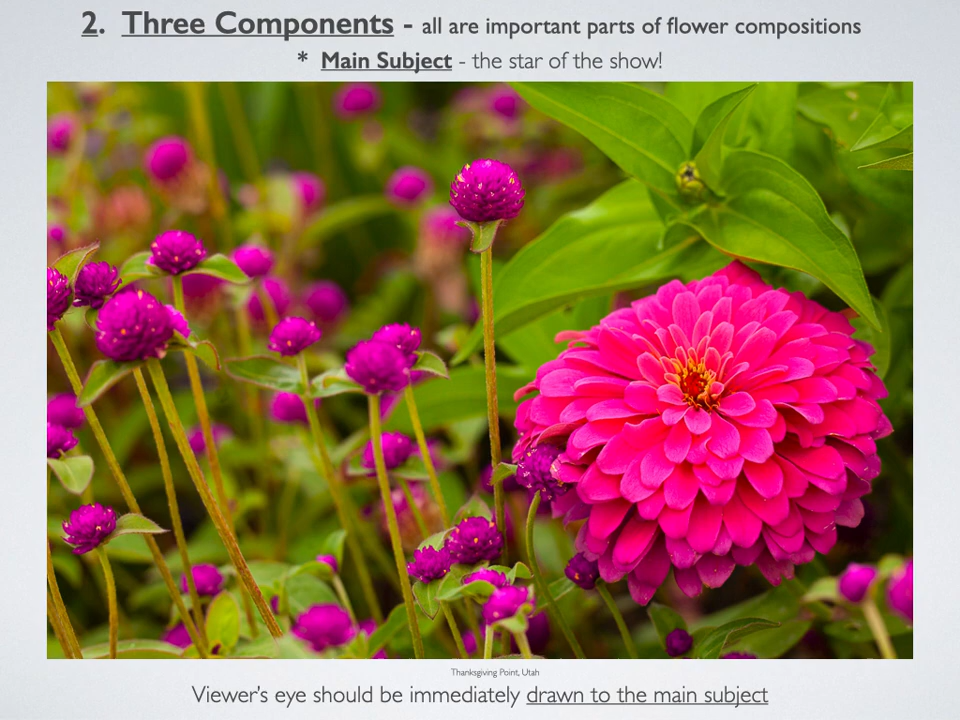 2. Three Components - all are important parts of flower compositions
* Main Subject - the star of the show!
Thanksgiving Point, Utah
Viewer's eye should be immediately drawn to the main subject